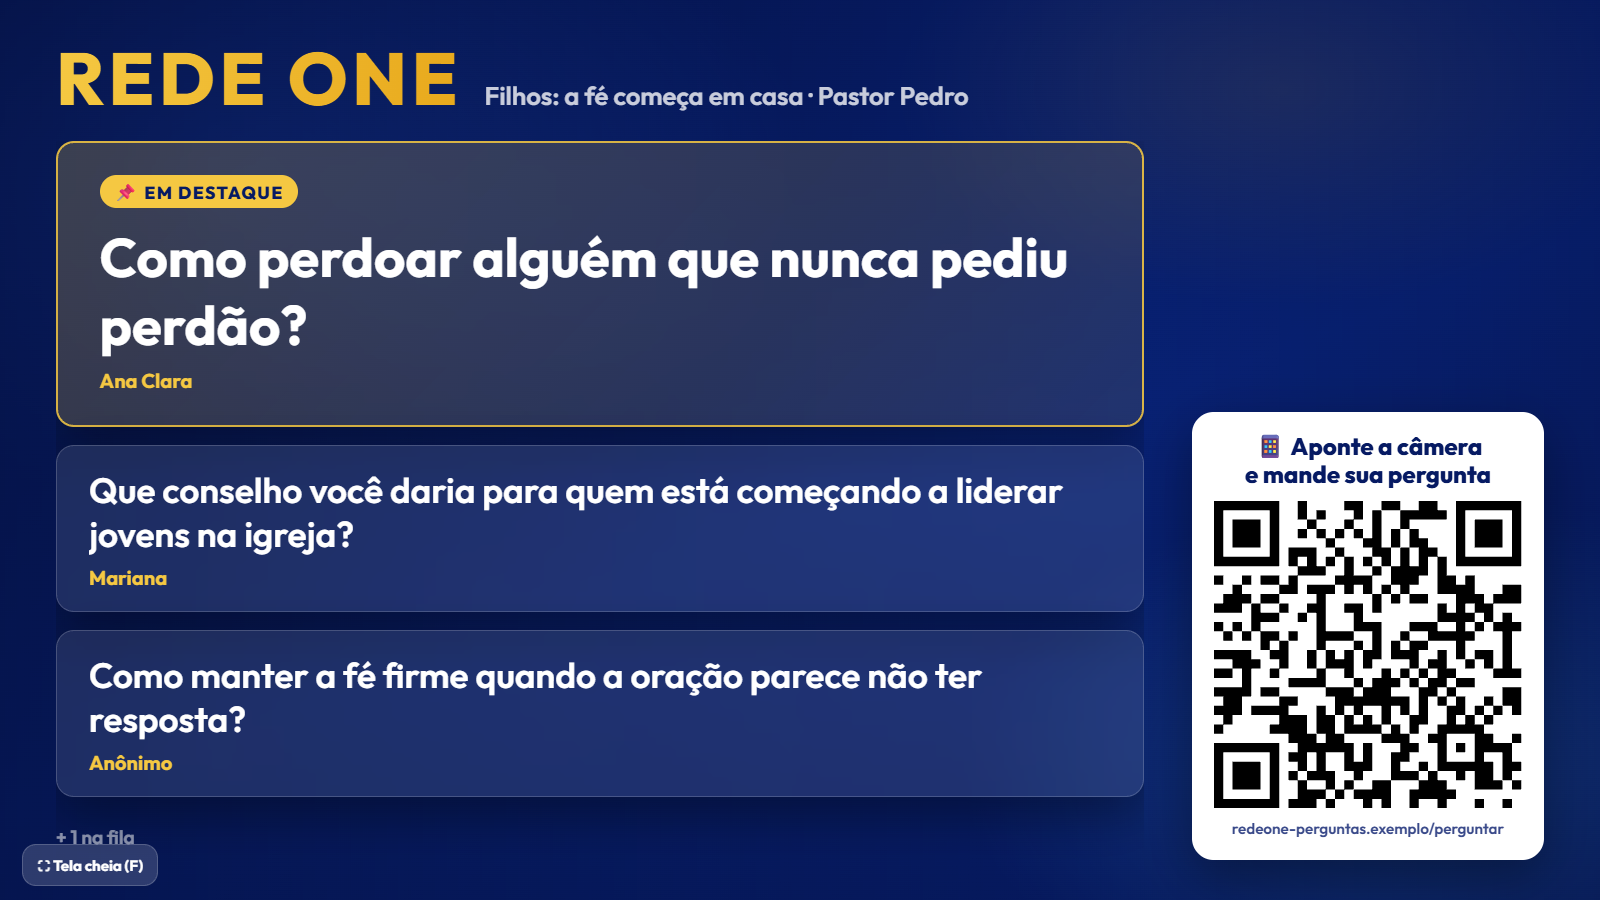 REDE ONE
Filhos: a fé começa em casa · Pastor Pedro
EM DESTAQUE
Como perdoar alguém que nunca pediu
perdão?
Ana Clara
Que conselho você daria para quem está começando a liderar
jovens na igreja?
Mariana
Como manter a fé firme quando a oração parece não ter
resposta?
Anônimo
+ 1 na fila
Tela cheia (F)
Aponte a câmera
e mande sua pergunta
redeone-perguntas.exemplo/perguntar